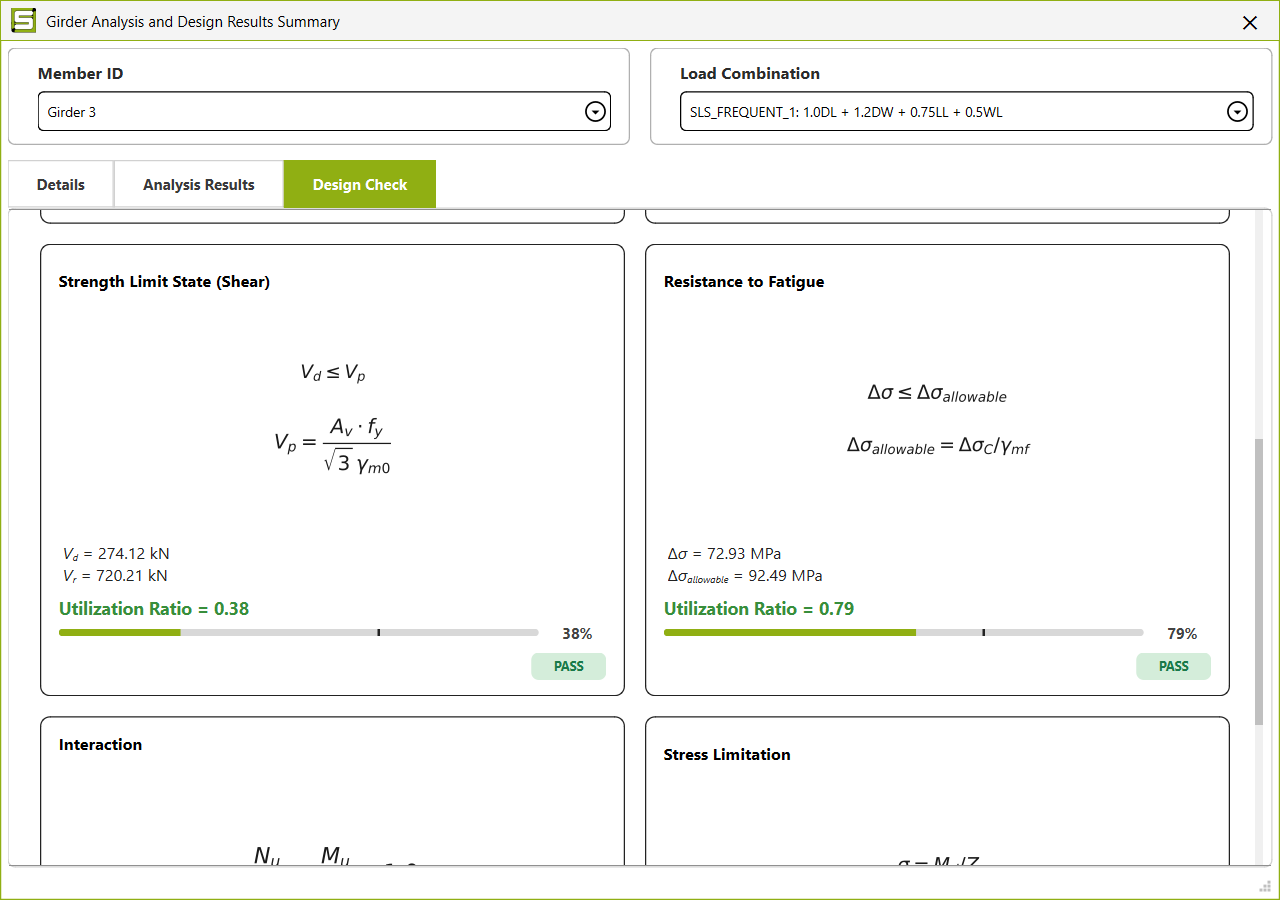 Girder Analysis and Design Results Summary
Member ID
Girder 3
Load Combination
SLS_FREQUENT_1: 1.0DL + 1.2DW + 0.75LL + 0.5WL
Details
Analysis Results
Design Check
Strength Limit State (Shear)
V_d ≤ V_p
V_p = A_v · f_y / √3 γ_m0
V_d = 274.12 kN
V_r = 720.21 kN
Utilization Ratio = 0.38
38%
PASS
Resistance to Fatigue
Δσ ≤ Δσ_allowable
Δσ_allowable = Δσ_C/γ_mf
Δσ = 72.93 MPa
Δσ_allowable = 92.49 MPa
Utilization Ratio = 0.79
79%
PASS
Interaction
N_u M_u
Stress Limitation